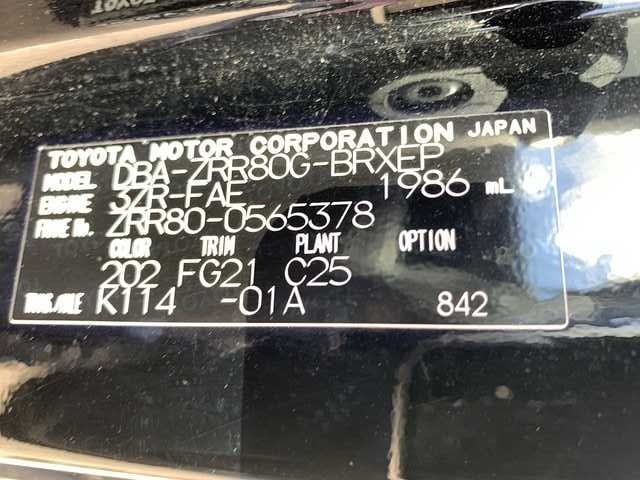 TOYOTA MOTOR CORPORATION JAPAN
MODEL DBA-ZRR80G-BRXEP
ENGINE 3ZR-FAE 1986 mL
FRAME No. ZRR80-0565378
COLOR TRIM PLANT OPTION
202 FG21 C25
TRANS/AXLE K114 -01A 842